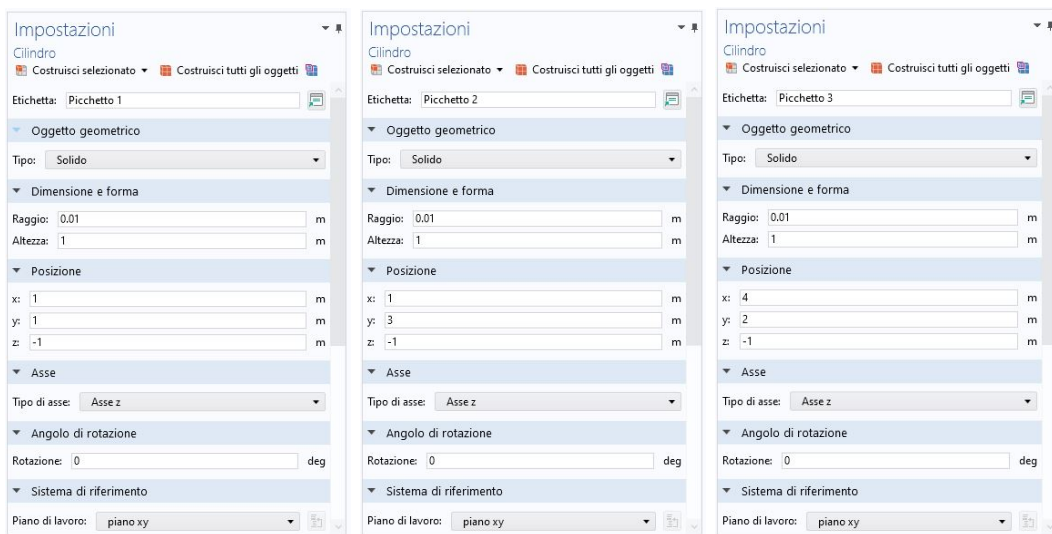 Impostazioni
Cilindro
Costruisci selezionato Costruisci tutti gli oggetti
Etichetta: Picchetto 1
Oggetto geometrico
Tipo: Solido
Dimensione e forma
Raggio: 0.01 m
Altezza: 1 m
Posizione
x: 1 m
y: 1 m
z: -1 m
Asse
Tipo di asse: Asse z
Angolo di rotazione
Rotazione: 0 deg
Sistema di riferimento
Piano di lavoro: piano xy
Impostazioni
Cilindro
Costruisci selezionato Costruisci tutti gli oggetti
Etichetta: Picchetto 2
Oggetto geometrico
Tipo: Solido
Dimensione e forma
Raggio: 0.01 m
Altezza: 1 m
Posizione
x: 1 m
y: 3 m
z: -1 m
Asse
Tipo di asse: Asse z
Angolo di rotazione
Rotazione: 0 deg
Sistema di riferimento
Piano di lavoro: piano xy
Impostazioni
Cilindro
Costruisci selezionato Costruisci tutti gli oggetti
Etichetta: Picchetto 3
Oggetto geometrico
Tipo: Solido
Dimensione e forma
Raggio: 0.01 m
Altezza: 1 m
Posizione
x: 4 m
y: 2 m
z: -1 m
Asse
Tipo di asse: Asse z
Angolo di rotazione
Rotazione: 0 deg
Sistema di riferimento
Piano di lavoro: piano xy